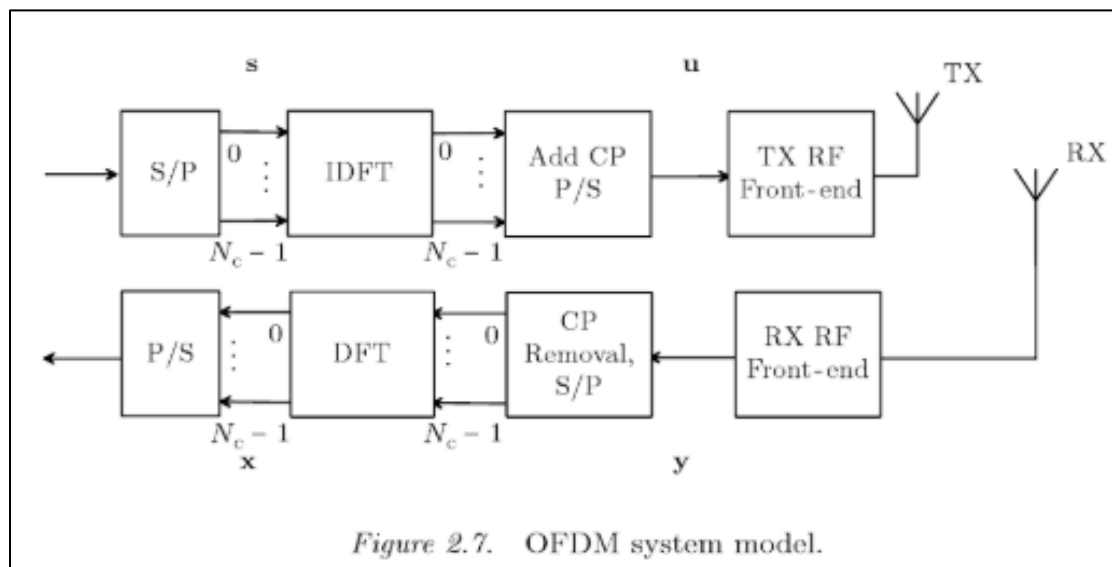 s
u
TX
RX
S/P
0
⋮
N_c − 1
IDFT
0
⋮
N_c − 1
Add CP
P/S
TX RF
Front-end
P/S
0
⋮
N_c − 1
DFT
0
⋮
N_c − 1
CP
Removal,
S/P
RX RF
Front-end
x
y
Figure 2.7. OFDM system model.